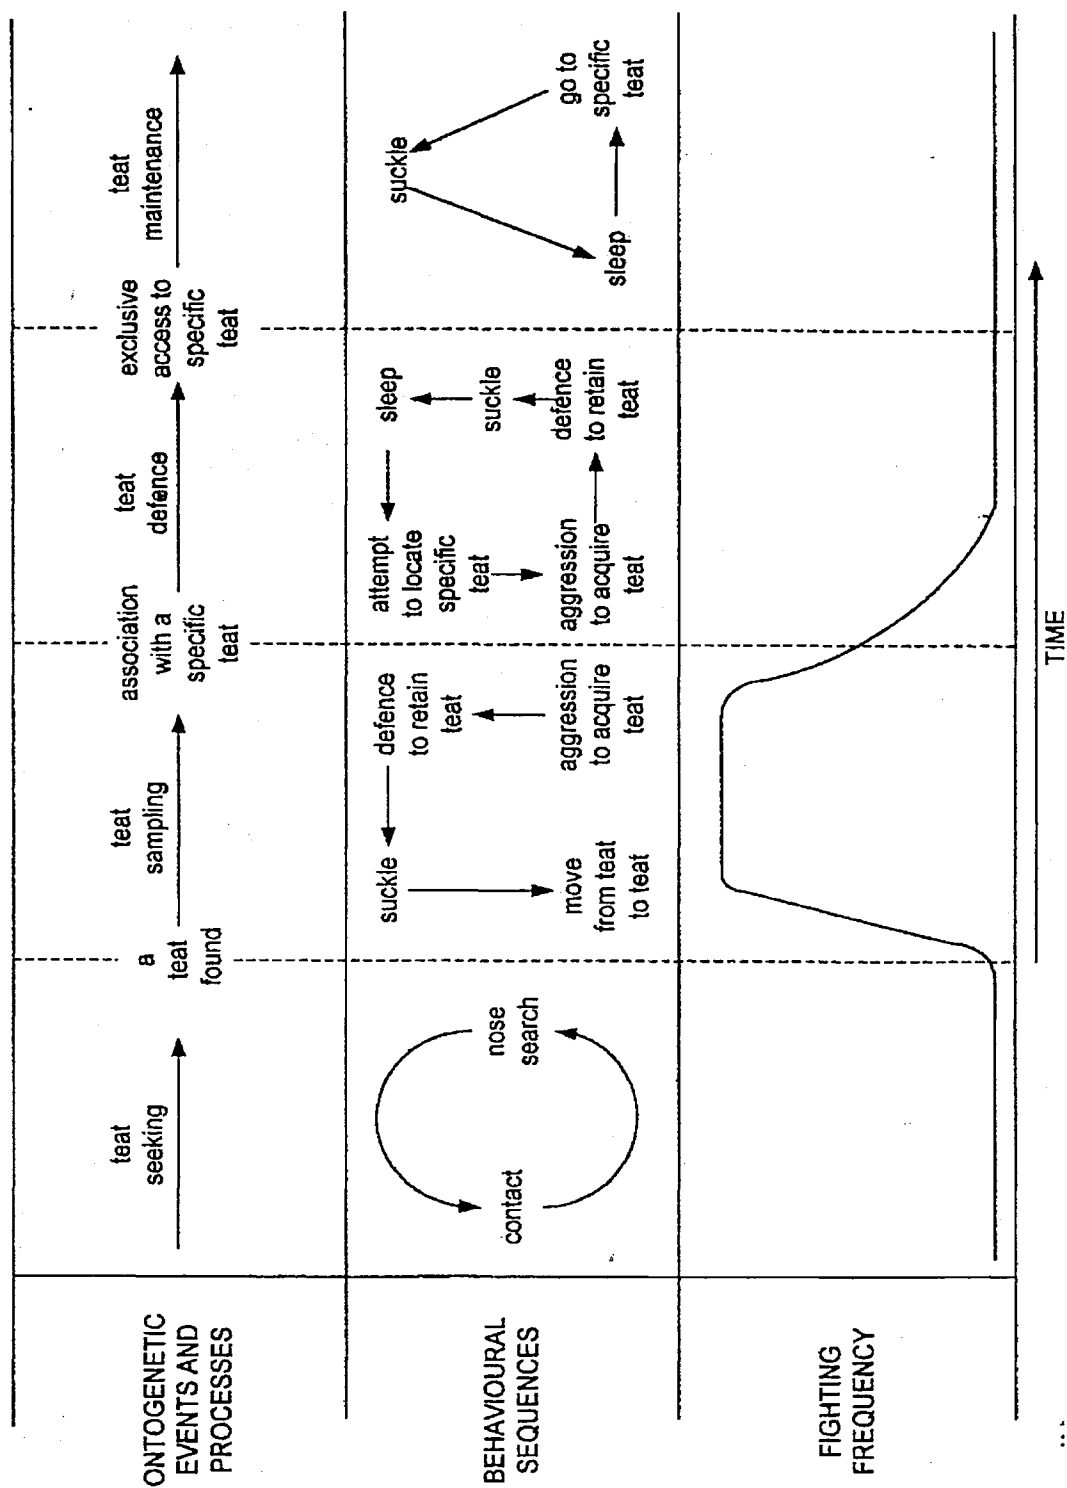 ONTOGENETIC
EVENTS AND
PROCESSES
teat
seeking
a
teat
found
teat
sampling
association
with a
specific
teat
teat
defence
exclusive
access to
specific
teat
teat
maintenance
BEHAVIOURAL
SEQUENCES
contact
nose
search
suckle
move
from teat
to teat
defence
to retain
teat
aggression
to acquire
teat
attempt
to locate
specific
teat
aggression
to acquire
teat
sleep
suckle
defence
to retain
teat
suckle
sleep
go to
specific
teat
FIGHTING
FREQUENCY
TIME